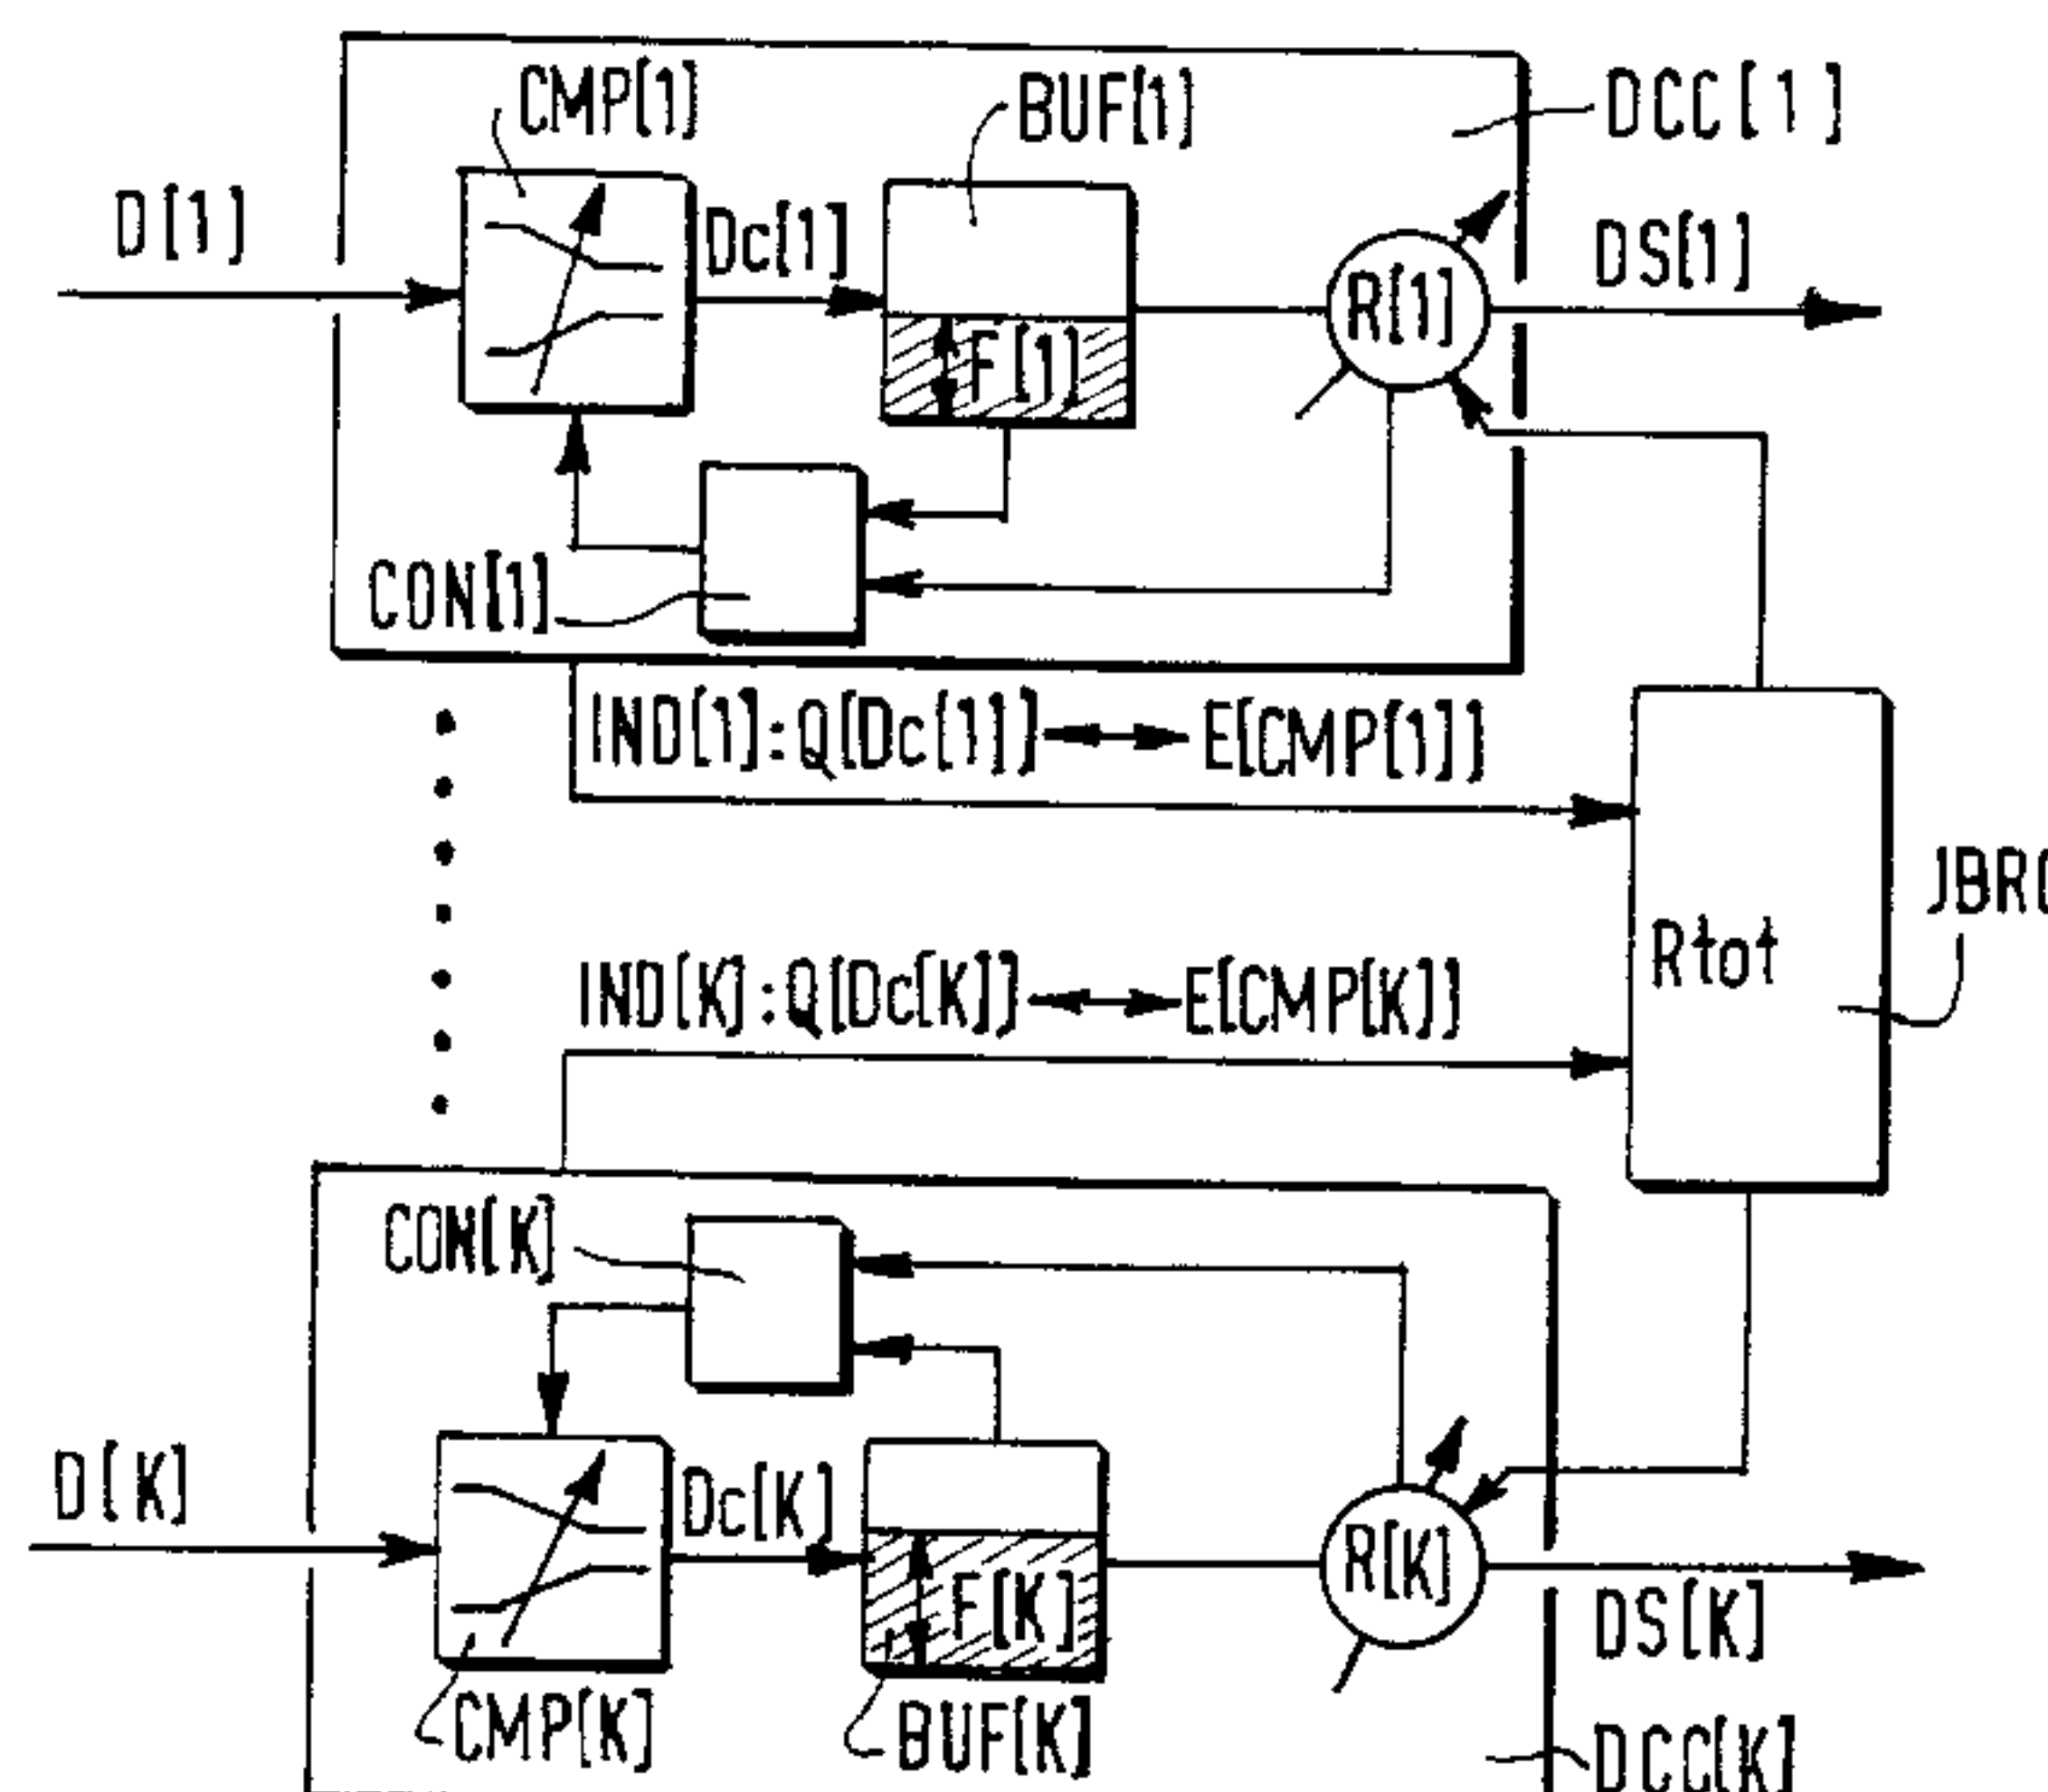 CMP[1]
BUF[1]
DCC[1]
D[1]
Dc[1]
DS[1]
R[1]
F[1]
CON[1]
IND[1]:Q[Dc[1]] E[CMP[1]]
Rtot
IND[K]:Q[Dc[K]] E[CMP[K]]
CON[K]
D[K]
Dc[K]
R[K]
F[K]
DS[K]
CMP[K]
BUF[K]
DCC[K]